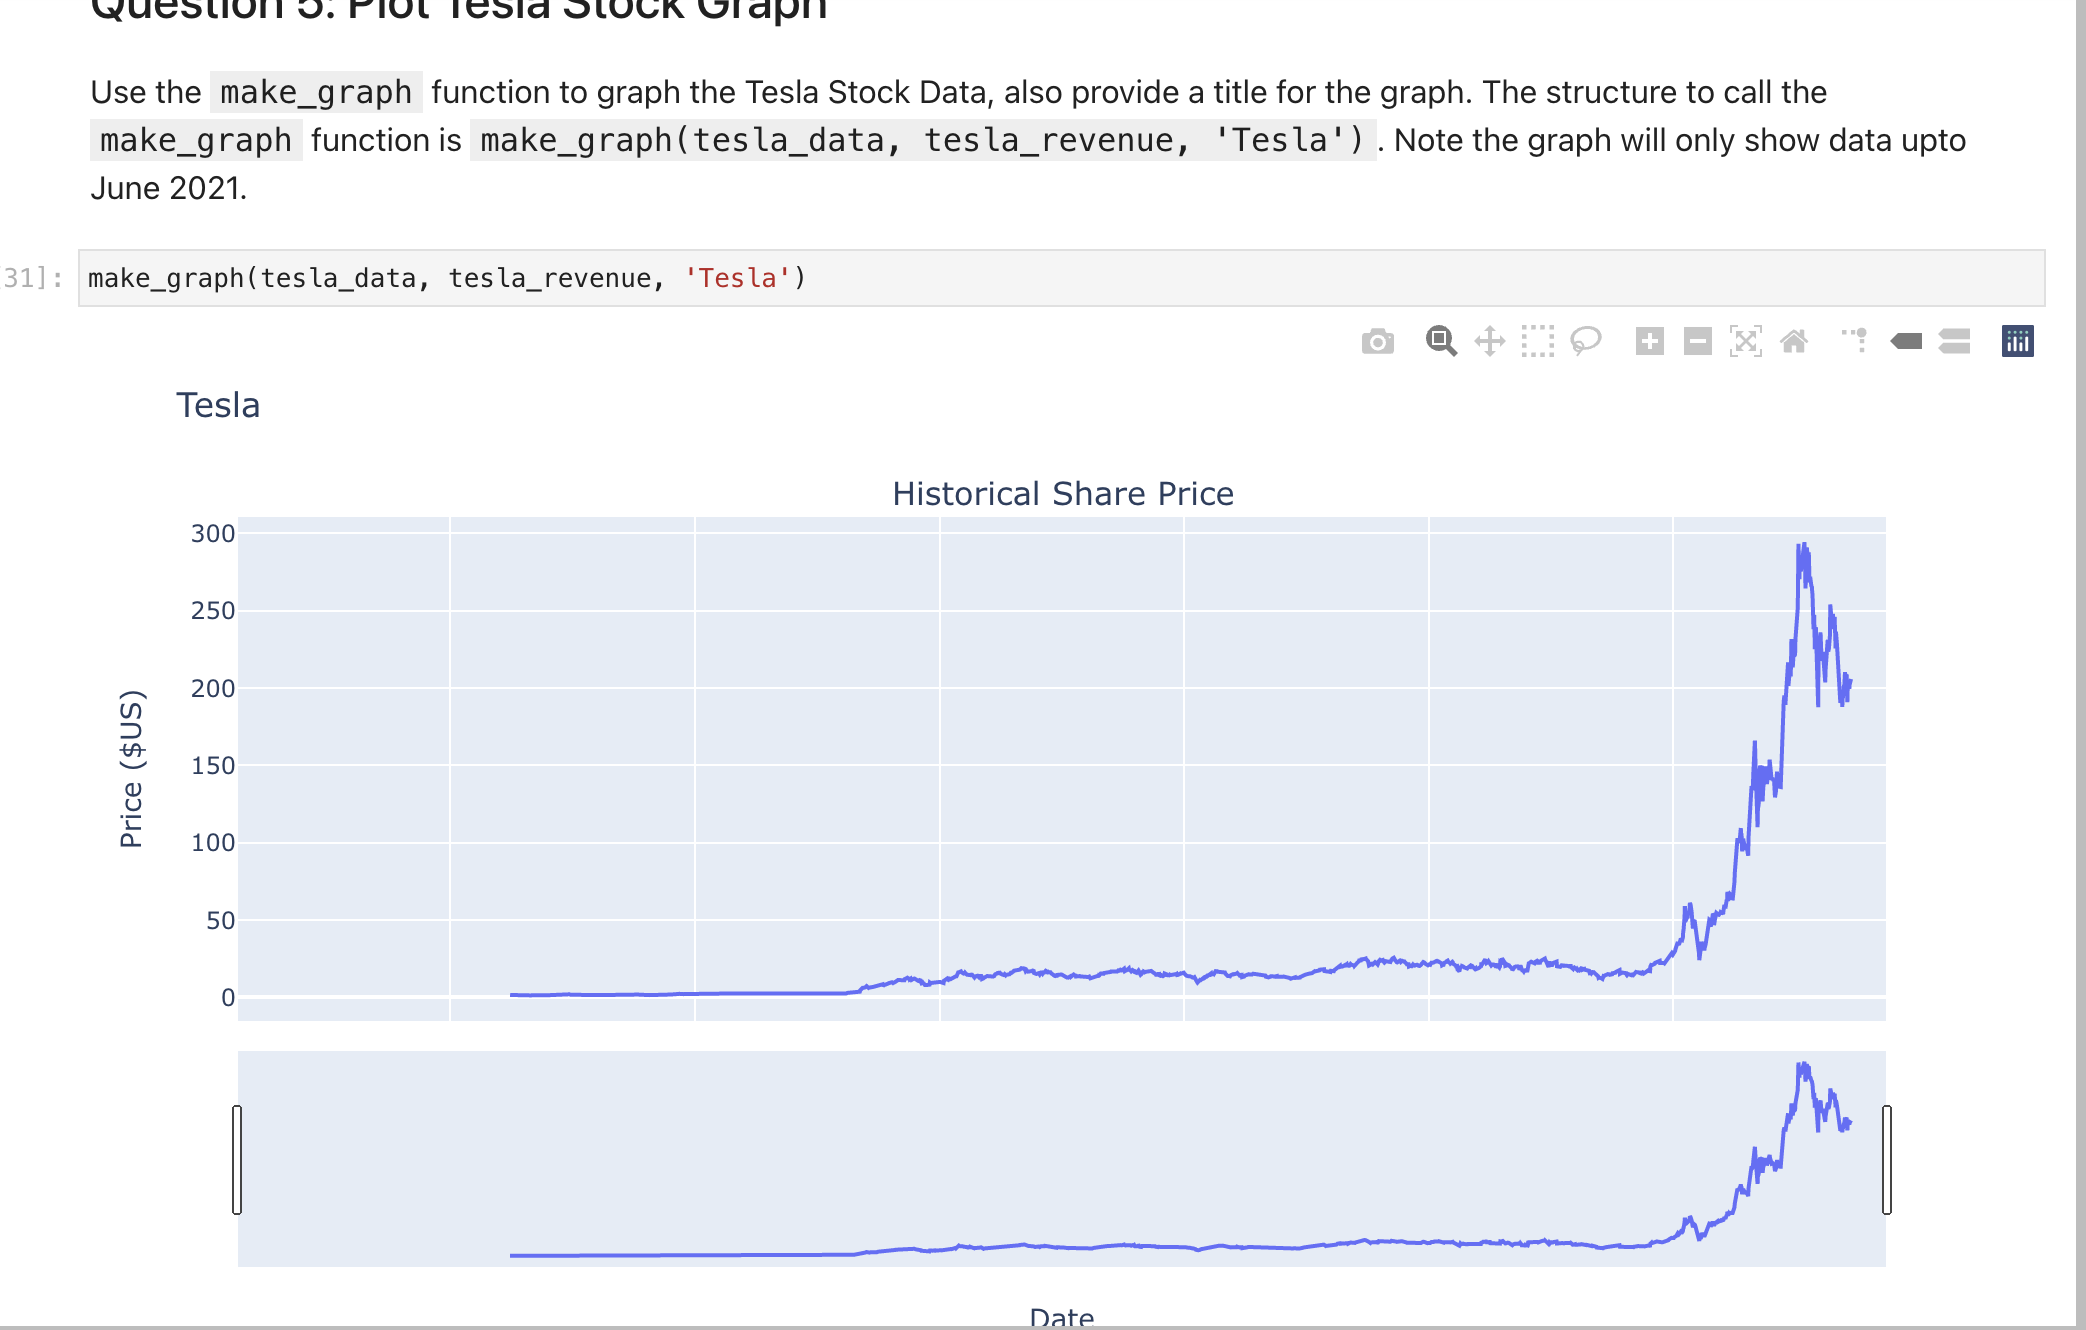 Question 5: Plot Tesla Stock Graph
Use the make_graph function to graph the Tesla Stock Data, also provide a title for the graph. The structure to call the
make_graph function is make_graph(tesla_data, tesla_revenue, 'Tesla'). Note the graph will only show data upto
June 2021.
31]:
make_graph(tesla_data, tesla_revenue, 'Tesla')
Tesla
Historical Share Price
300
250
200
150
100
50
0
Price ($US)
Date